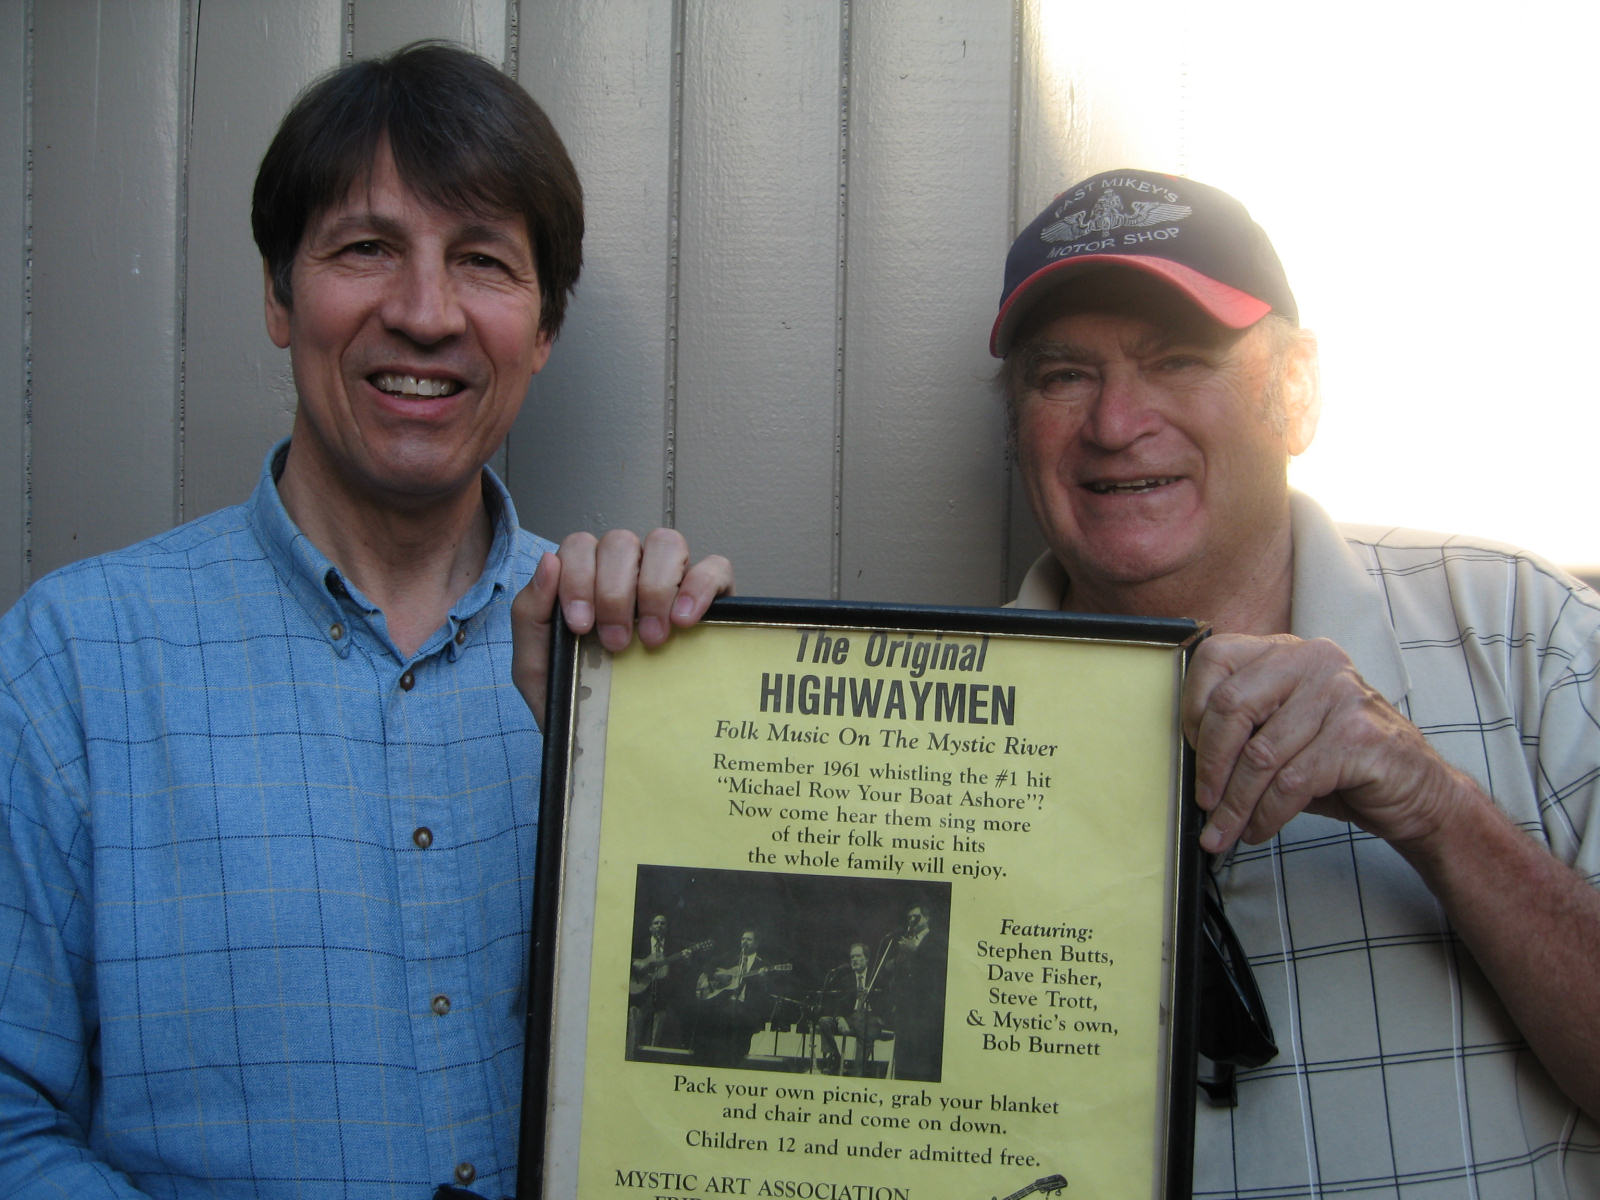 FAST MIKEY'S
MOTOR SHOP
The Original
HIGHWAYMEN
Folk Music On The Mystic River
Remember 1961 whistling the #1 hit
“Michael Row Your Boat Ashore”?
Now come hear them sing more
of their folk music hits
the whole family will enjoy.
Featuring:
Stephen Butts,
Dave Fisher,
Steve Trott,
& Mystic's own,
Bob Burnett
Pack your own picnic, grab your blanket
and chair and come on down.
Children 12 and under admitted free.
MYSTIC ART ASSOCIATION